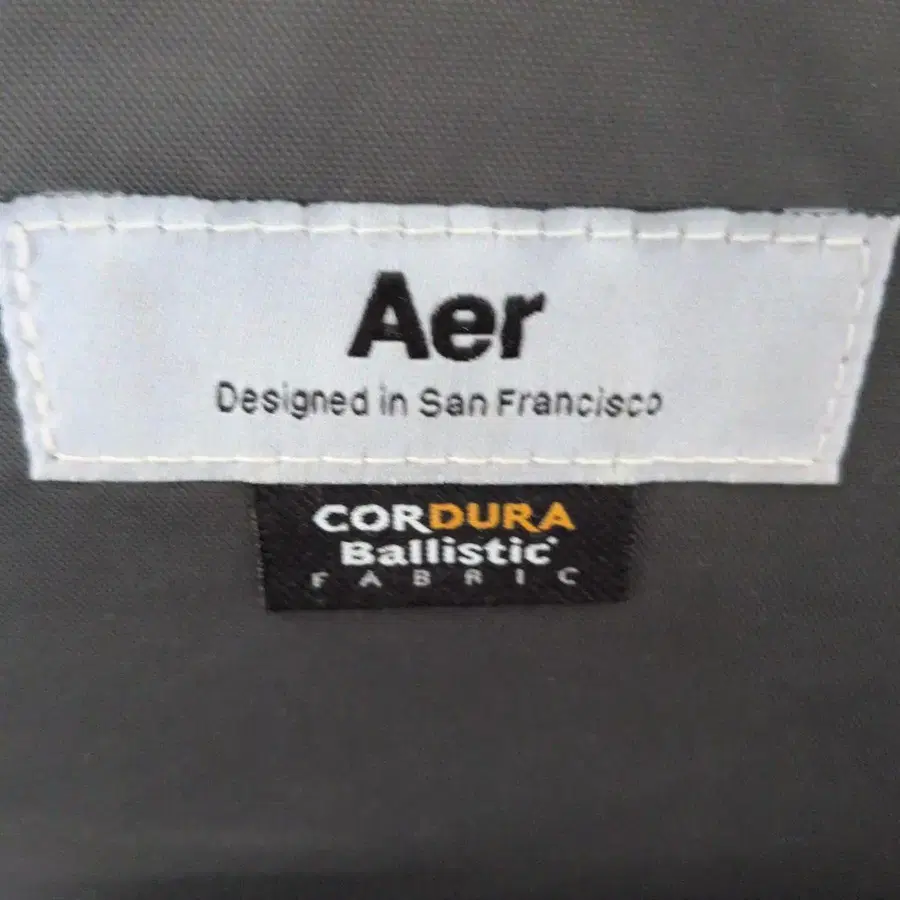 Aer
Designed in San Francisco
CORDURA
Ballistic®
FABRIC